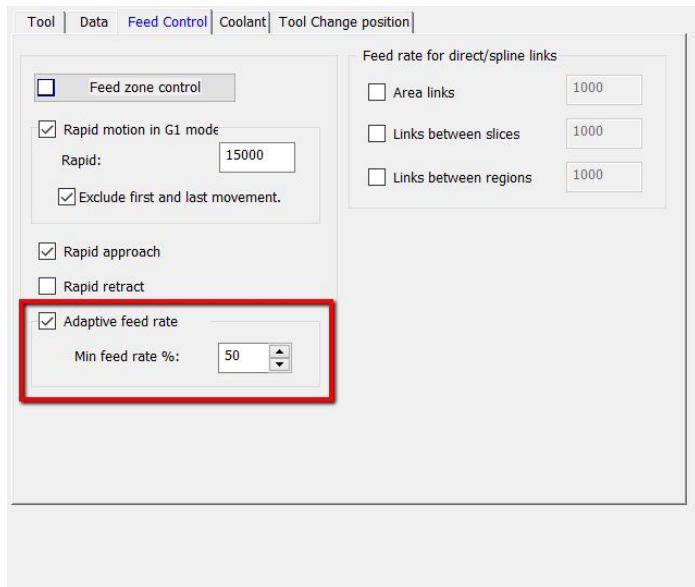 Tool Data Feed Control Coolant Tool Change position
Feed zone control
Rapid motion in G1 mode
Rapid: 15000
Exclude first and last movement.
Rapid approach
Rapid retract
Adaptive feed rate
Min feed rate %: 50
Feed rate for direct/spline links
Area links 1000
Links between slices 1000
Links between regions 1000